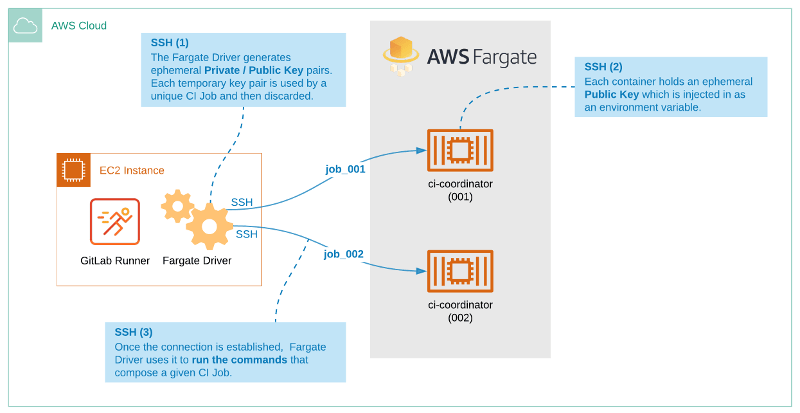 AWS Cloud
SSH (1)
The Fargate Driver generates
ephemeral Private / Public Key pairs.
Each temporary key pair is used by a
unique CI Job and then discarded.
AWS Fargate
SSH (2)
Each container holds an ephemeral
Public Key which is injected in as
an environment variable.
EC2 Instance
GitLab Runner
Fargate Driver
SSH
job_001
SSH
job_002
ci-coordinator
(001)
ci-coordinator
(002)
SSH (3)
Once the connection is established, Fargate
Driver uses it to run the commands that
compose a given CI Job.